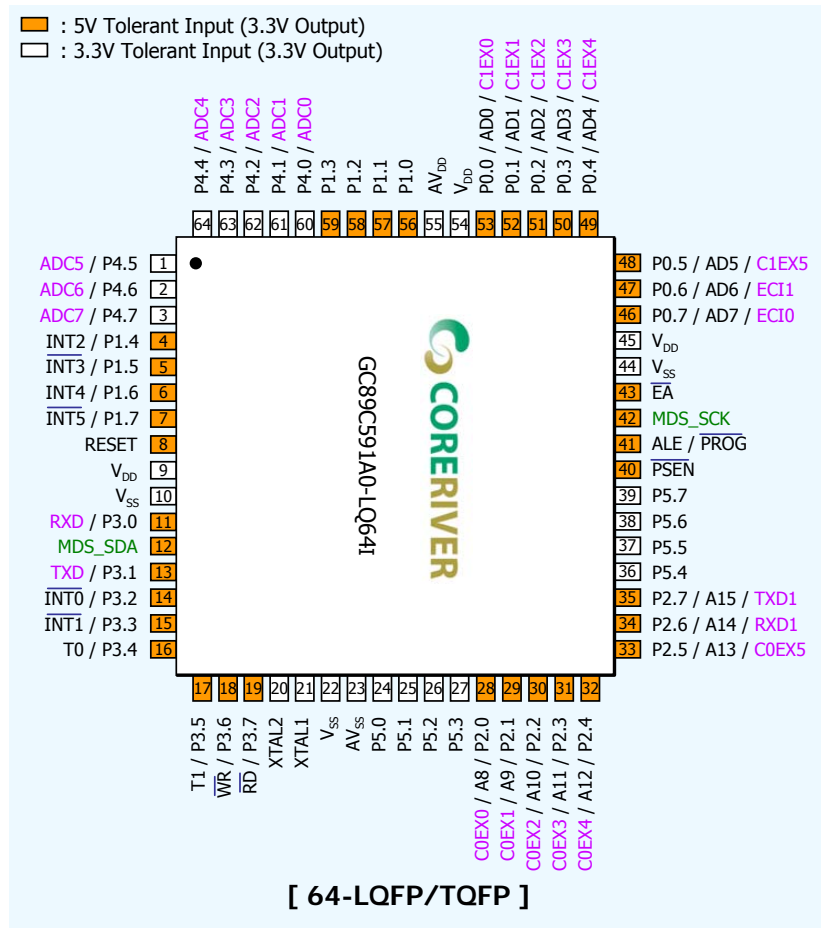 : 5V Tolerant Input (3.3V Output)
: 3.3V Tolerant Input (3.3V Output)
P4.4 / ADC4
P4.3 / ADC3
P4.2 / ADC2
P4.1 / ADC1
P4.0 / ADC0
P1.3
P1.2
P1.1
P1.0
AVDD
VDD
P0.0 / AD0 / C1EX0
P0.1 / AD1 / C1EX1
P0.2 / AD2 / C1EX2
P0.3 / AD3 / C1EX3
P0.4 / AD4 / C1EX4
64 63 62 61 60 59 58 57 56 55 54 53 52 51 50 49
ADC5 / P4.5 1
ADC6 / P4.6 2
ADC7 / P4.7 3
INT2 / P1.4 4
INT3 / P1.5 5
INT4 / P1.6 6
INT5 / P1.7 7
RESET 8
VDD 9
VSS 10
RXD / P3.0 11
MDS_SDA 12
TXD / P3.1 13
INT0 / P3.2 14
INT1 / P3.3 15
T0 / P3.4 16
GC89C591A0-LQ64I
CORERIVER
48 P0.5 / AD5 / C1EX5
47 P0.6 / AD6 / ECI1
46 P0.7 / AD7 / ECI0
45 VDD
44 VSS
43 EA
42 MDS_SCK
41 ALE / PROG
40 PSEN
39 P5.7
38 P5.6
37 P5.5
36 P5.4
35 P2.7 / A15 / TXD1
34 P2.6 / A14 / RXD1
33 P2.5 / A13 / C0EX5
17 18 19 20 21 22 23 24 25 26 27 28 29 30 31 32
T1 / P3.5
WR / P3.6
RD / P3.7
XTAL2
XTAL1
VSS
AVSS
P5.0
P5.1
P5.2
P5.3
C0EX0 / A8 / P2.0
C0EX1 / A9 / P2.1
C0EX2 / A10 / P2.2
C0EX3 / A11 / P2.3
C0EX4 / A12 / P2.4
[ 64-LQFP/TQFP ]